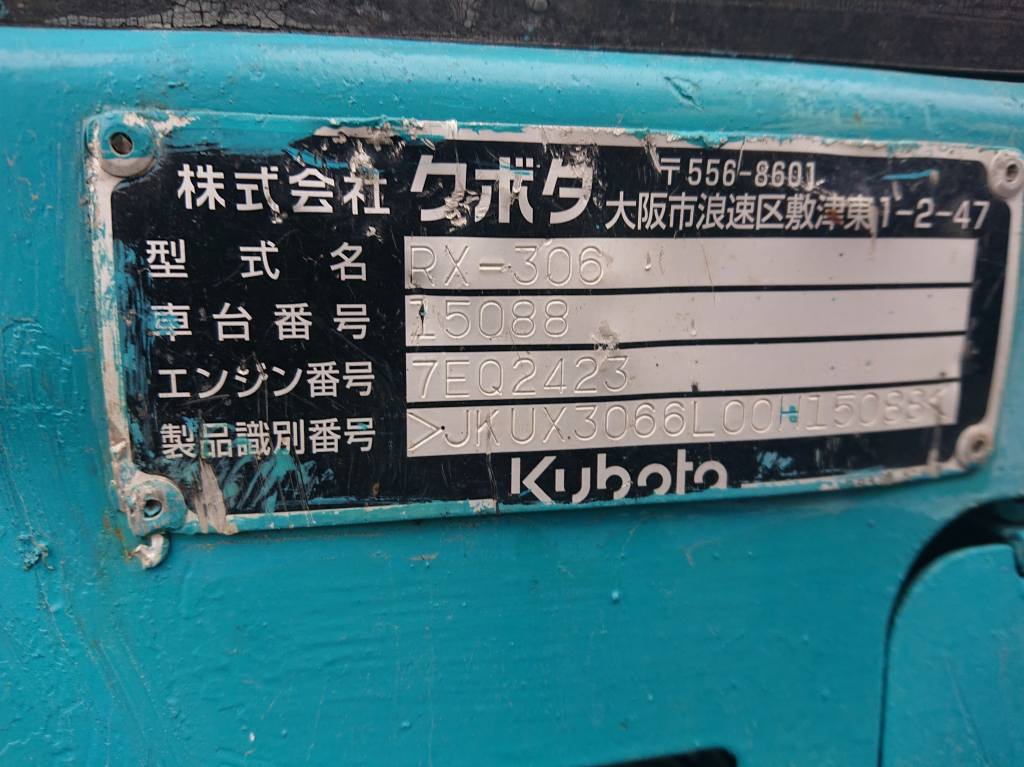 株式会社 クボタ 〒556-8601
大阪市浪速区敷津東1-2-47
型式名 RX-306
車台番号 15088
エンジン番号 7EQ2423
製品識別番号 >JKUX3066L00H15088<
Kubota